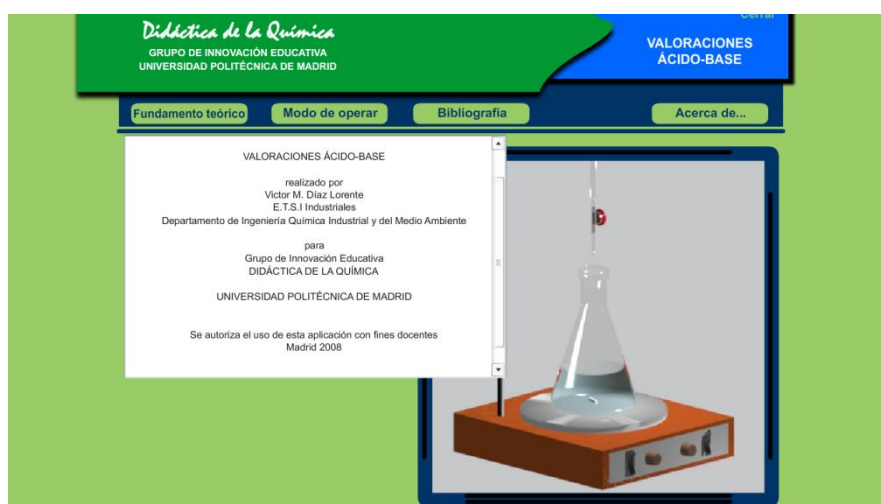 Cerrar
Didáctica de la Química
GRUPO DE INNOVACIÓN EDUCATIVA
UNIVERSIDAD POLITÉCNICA DE MADRID
VALORACIONES
ÁCIDO-BASE
Fundamento teórico
Modo de operar
Bibliografía
Acerca de...
VALORACIONES ÁCIDO-BASE
realizado por
Victor M. Díaz Lorente
E.T.S.I Industriales
Departamento de Ingeniería Química Industrial y del Medio Ambiente
para
Grupo de Innovación Educativa
DIDÁCTICA DE LA QUÍMICA
UNIVERSIDAD POLITÉCNICA DE MADRID
Se autoriza el uso de esta aplicación con fines docentes
Madrid 2008